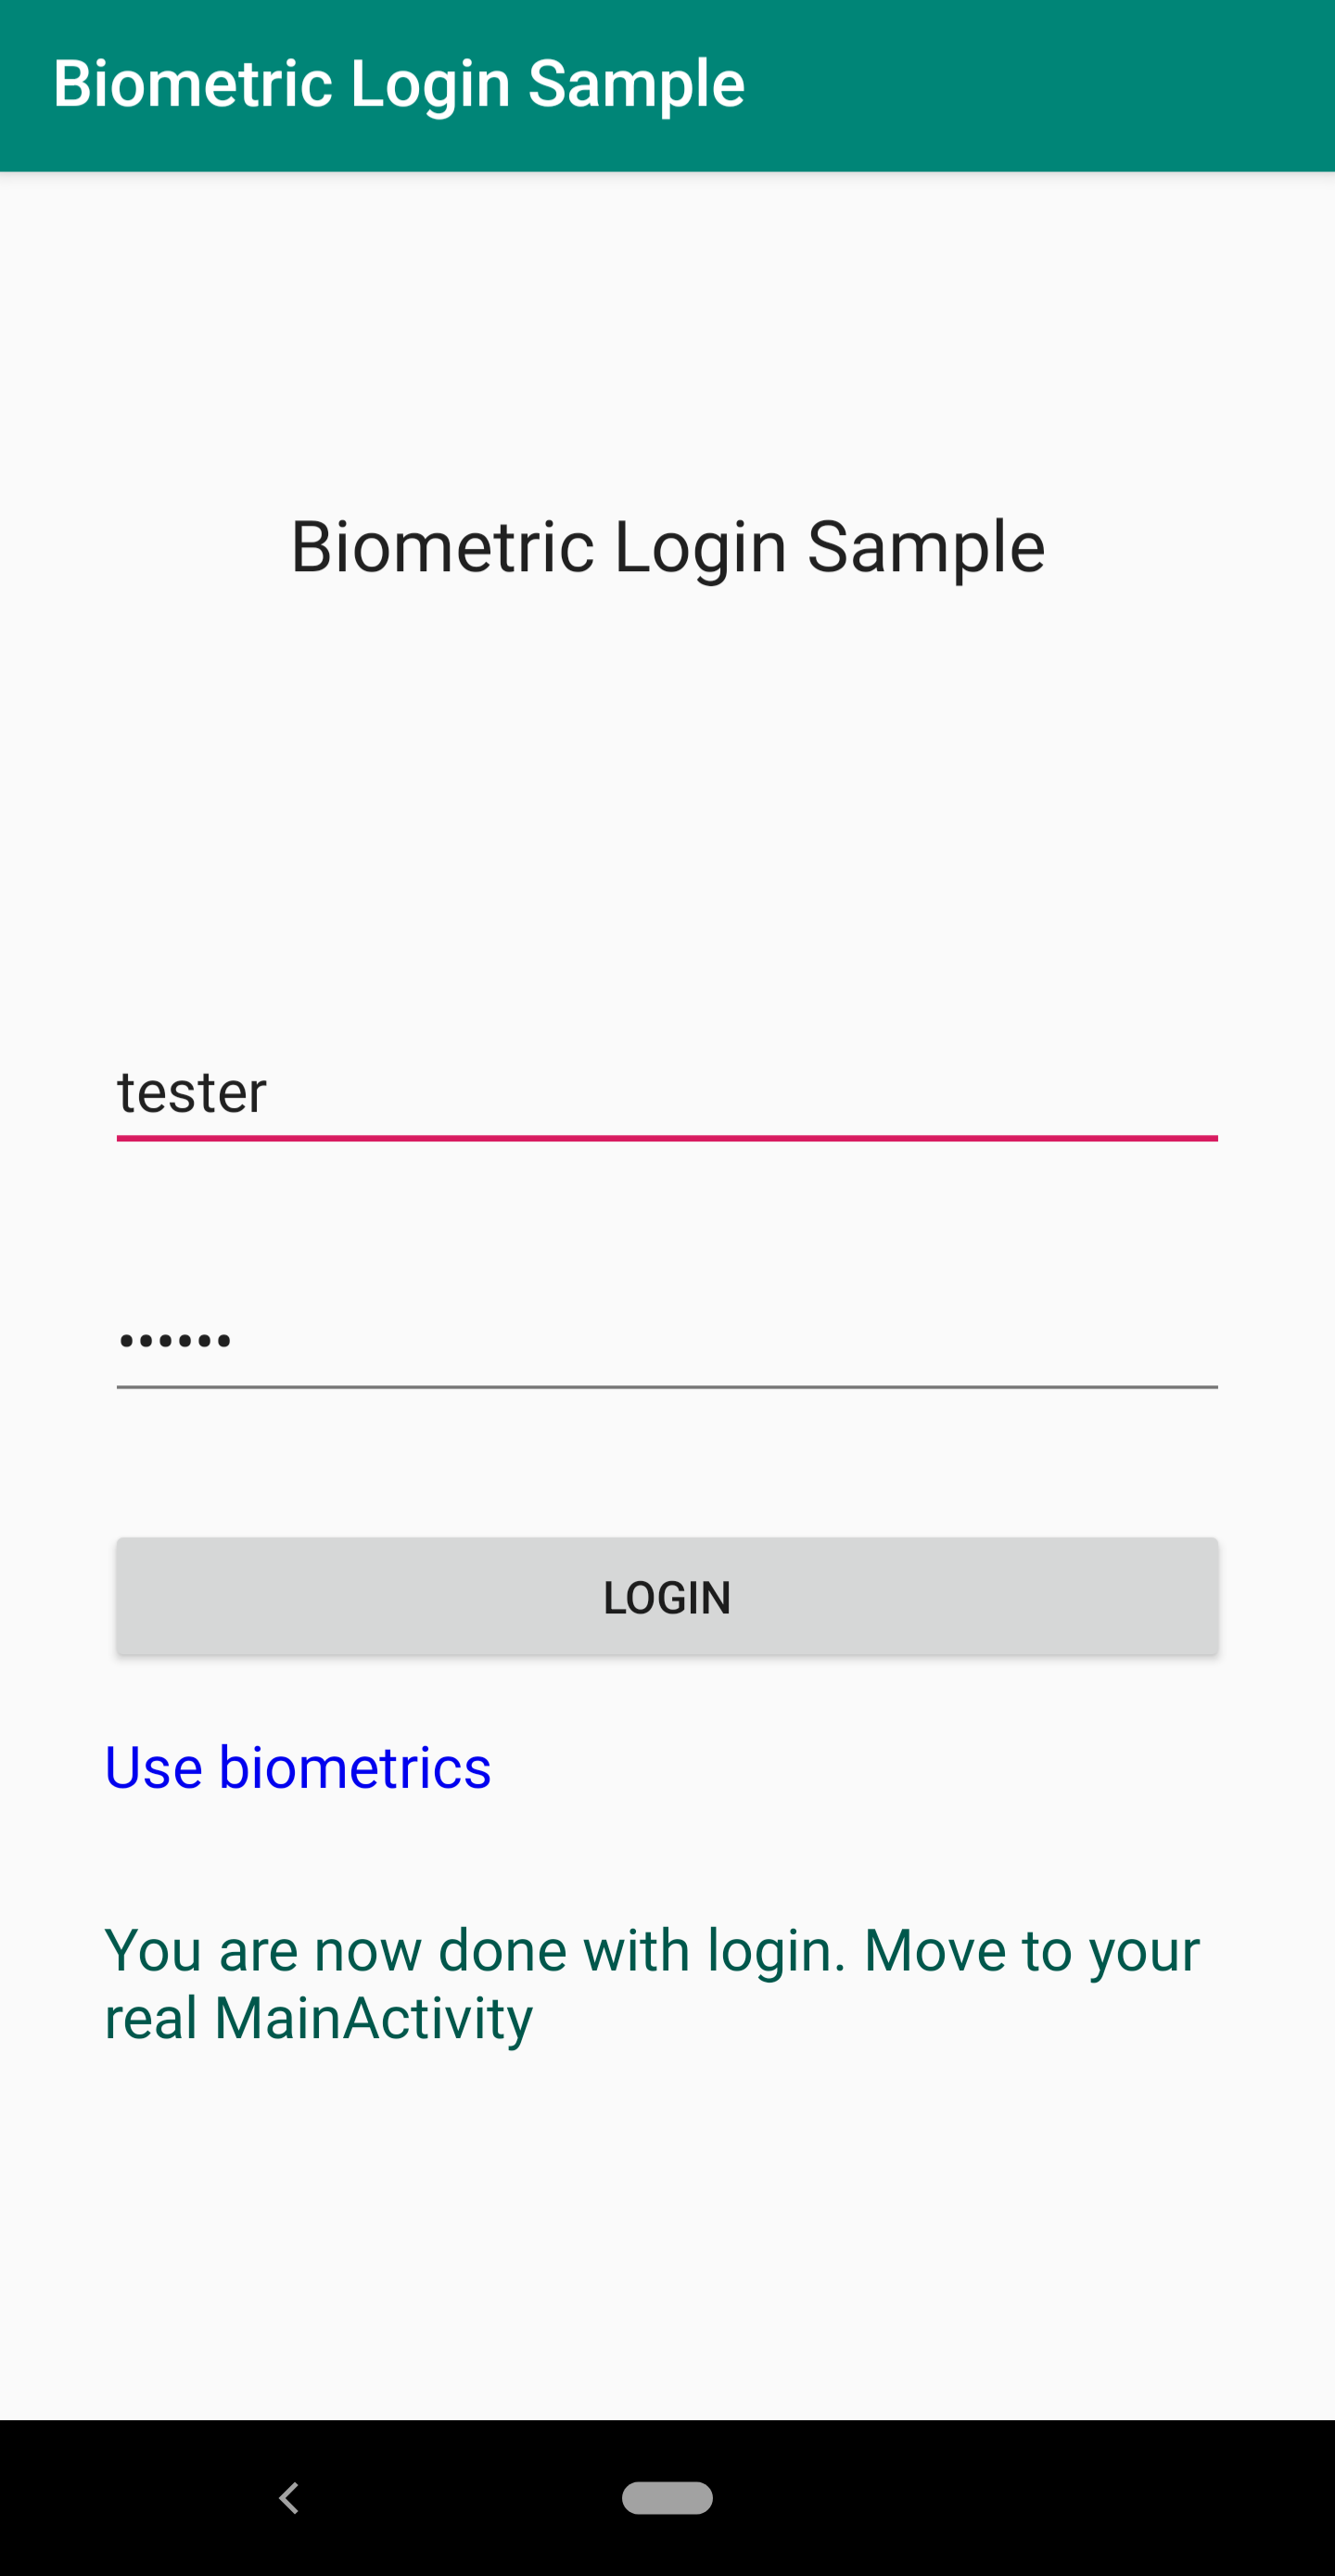 Biometric Login Sample
Biometric Login Sample
tester
••••••
LOGIN
Use biometrics
You are now done with login. Move to your
real MainActivity